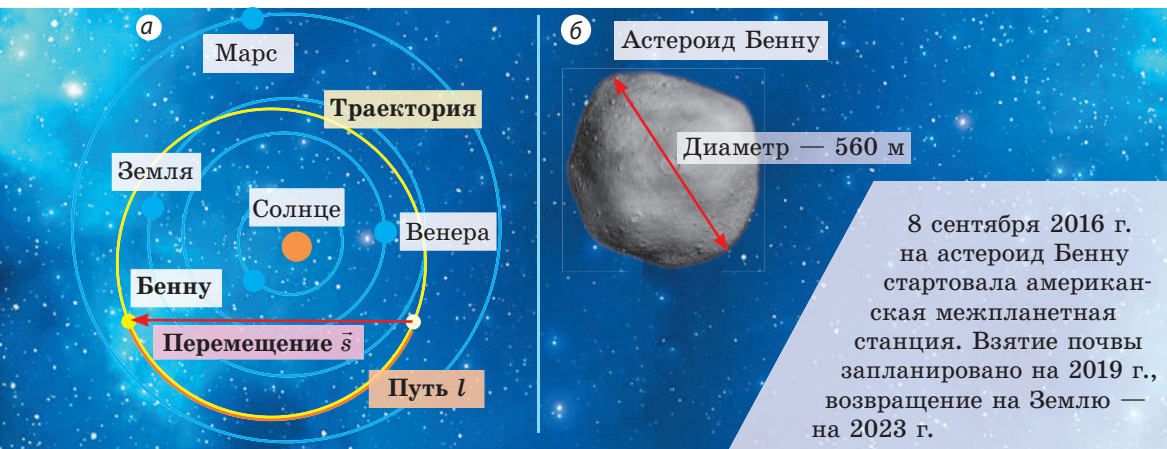 а
Марс
Траектория
Земля
Солнце
Венера
Бенну
Перемещение s⃗
Путь l
б
Астероид Бенну
Диаметр — 560 м
8 сентября 2016 г.
на астероид Бенну
стартовала американ-
ская межпланетная
станция. Взятие почвы
запланировано на 2019 г.,
возвращение на Землю —
на 2023 г.